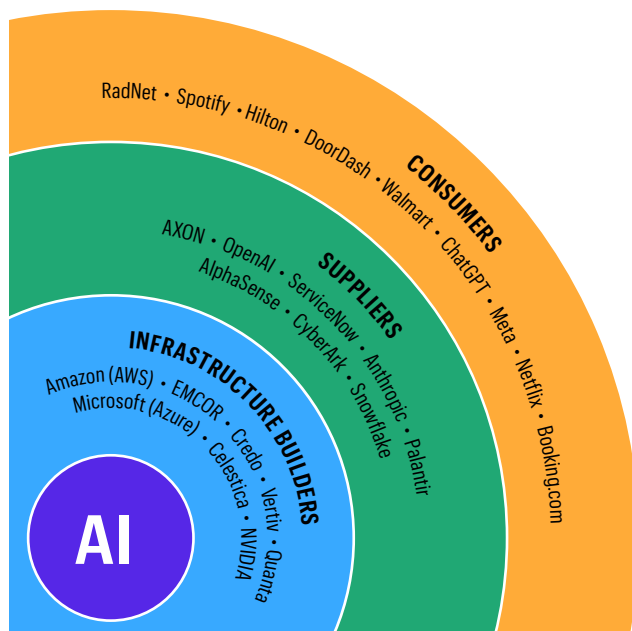 CONSUMERS
RadNet • Spotify • Hilton • DoorDash • Walmart • ChatGPT • Meta • Netflix • Booking.com
SUPPLIERS
AXON • OpenAI • ServiceNow • Anthropic • Palantir
AlphaSense • CyberArk • Snowflake
INFRASTRUCTURE BUILDERS
Amazon (AWS) • EMCOR • Credo • Vertiv • Quanta
Microsoft (Azure) • Celestica • NVIDIA
AI